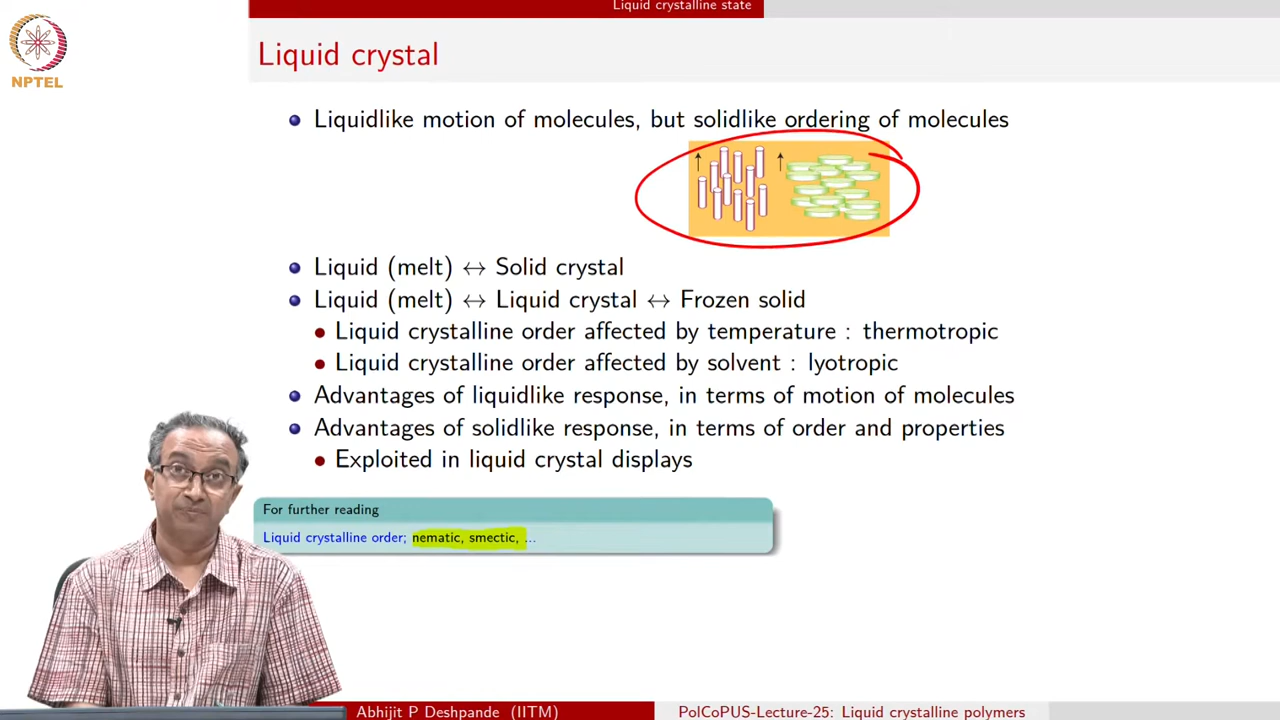 Liquid crystalline state
NPTEL
Liquid crystal
Liquidlike motion of molecules, but solidlike ordering of molecules
Liquid (melt) ↔ Solid crystal
Liquid (melt) ↔ Liquid crystal ↔ Frozen solid
Liquid crystalline order affected by temperature : thermotropic
Liquid crystalline order affected by solvent : lyotropic
Advantages of liquidlike response, in terms of motion of molecules
Advantages of solidlike response, in terms of order and properties
Exploited in liquid crystal displays
For further reading
Liquid crystalline order; nematic, smectic, ...
Abhijit P Deshpande (IITM)
PolCoPUS-Lecture-25: Liquid crystalline polymers